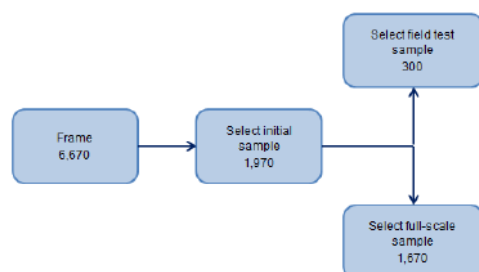 Select field test
sample
300
Frame
6,670
Select initial
sample
1,970
Select full-scale
sample
1,670